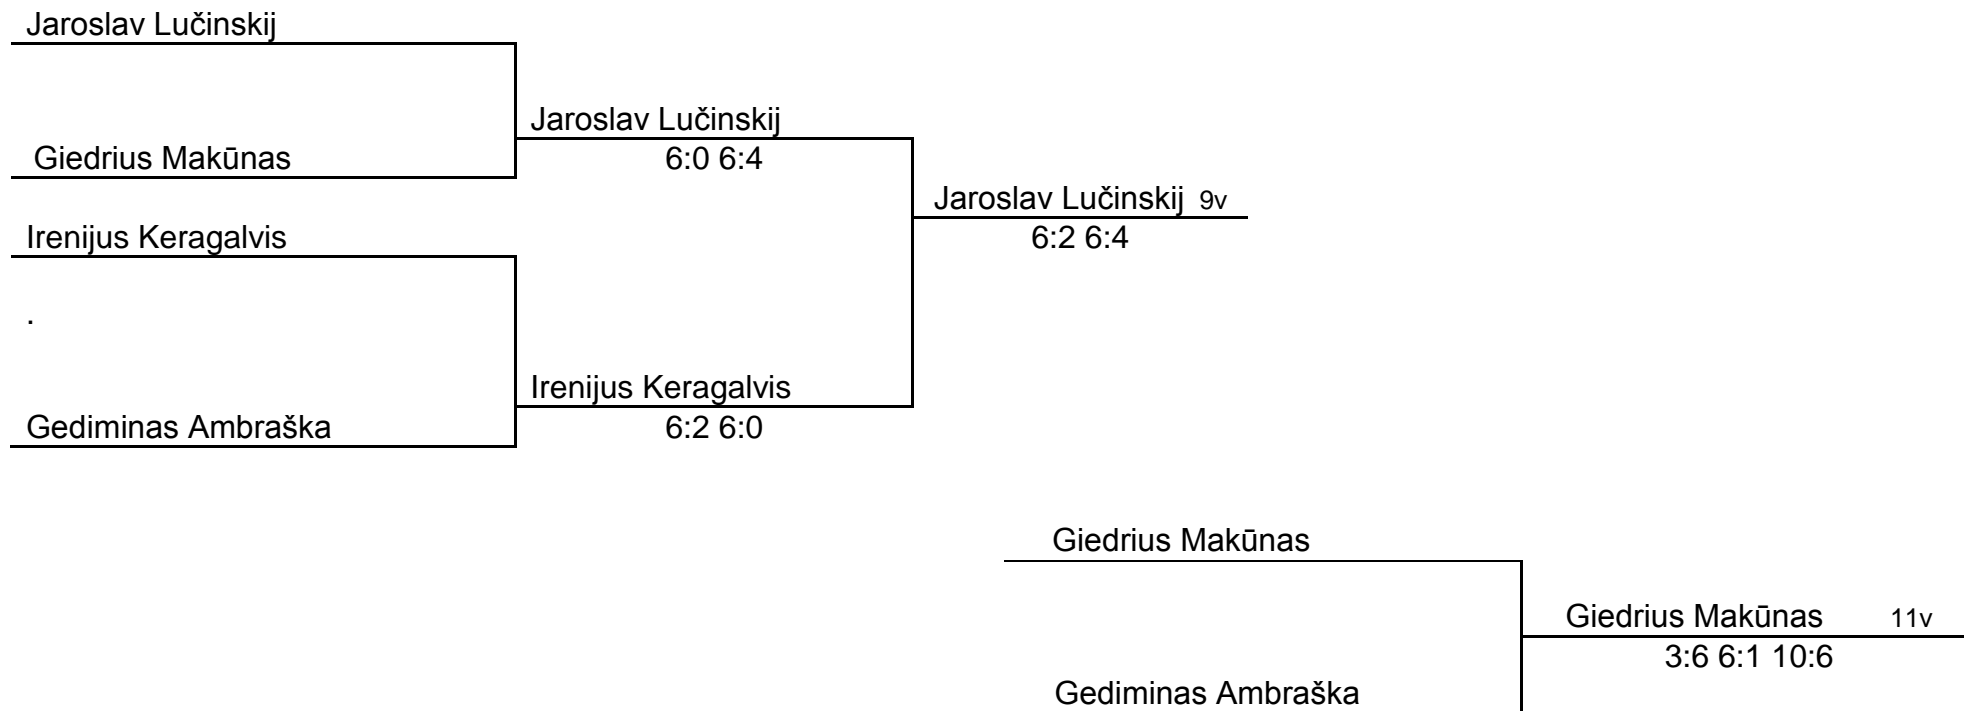 Jaroslav Lučinskij
Jaroslav Lučinskij
Giedrius Makūnas
6:0 6:4
Jaroslav Lučinskij 9v
Irenijus Keragalvis
6:2 6:4
.
Irenijus Keragalvis
Gediminas Ambraška
6:2 6:0
Giedrius Makūnas
Giedrius Makūnas 11v
3:6 6:1 10:6
Gediminas Ambraška